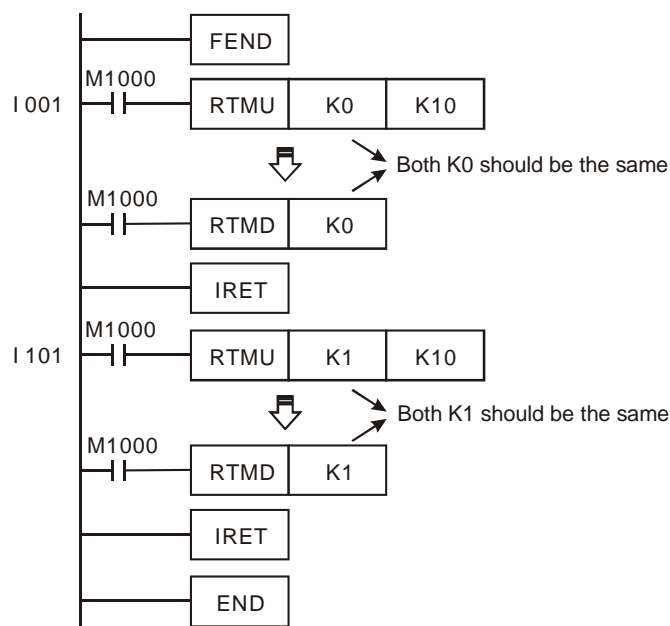 FEND
M1000
I 001
RTMU K0 K10
Both K0 should be the same
M1000
RTMD K0
IRET
M1000
I 101
RTMU K1 K10
Both K1 should be the same
M1000
RTMD K1
IRET
END